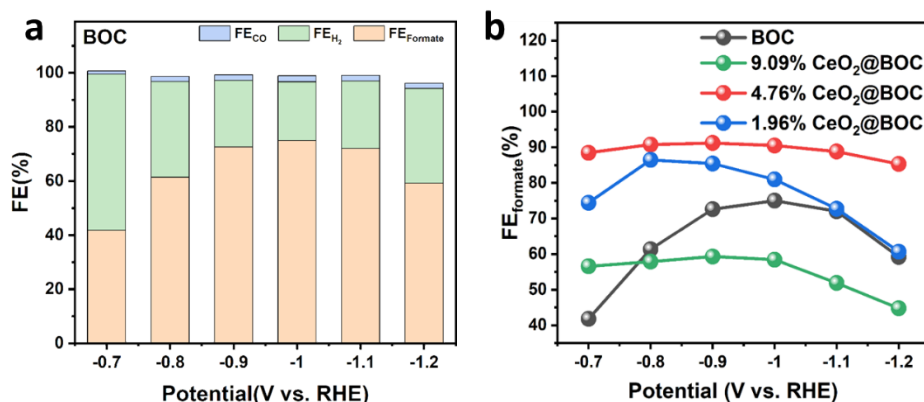 a
BOC
FE_CO FE_H2 FE_Formate
FE(%)
100
80
60
40
20
0
-0.7 -0.8 -0.9 -1 -1.1 -1.2
Potential(V vs. RHE)
b
BOC
9.09% CeO₂@BOC
4.76% CeO₂@BOC
1.96% CeO₂@BOC
FE_formate(%)
120
110
100
90
80
70
60
50
40
-0.7 -0.8 -0.9 -1 -1.1 -1.2
Potential (V vs. RHE)